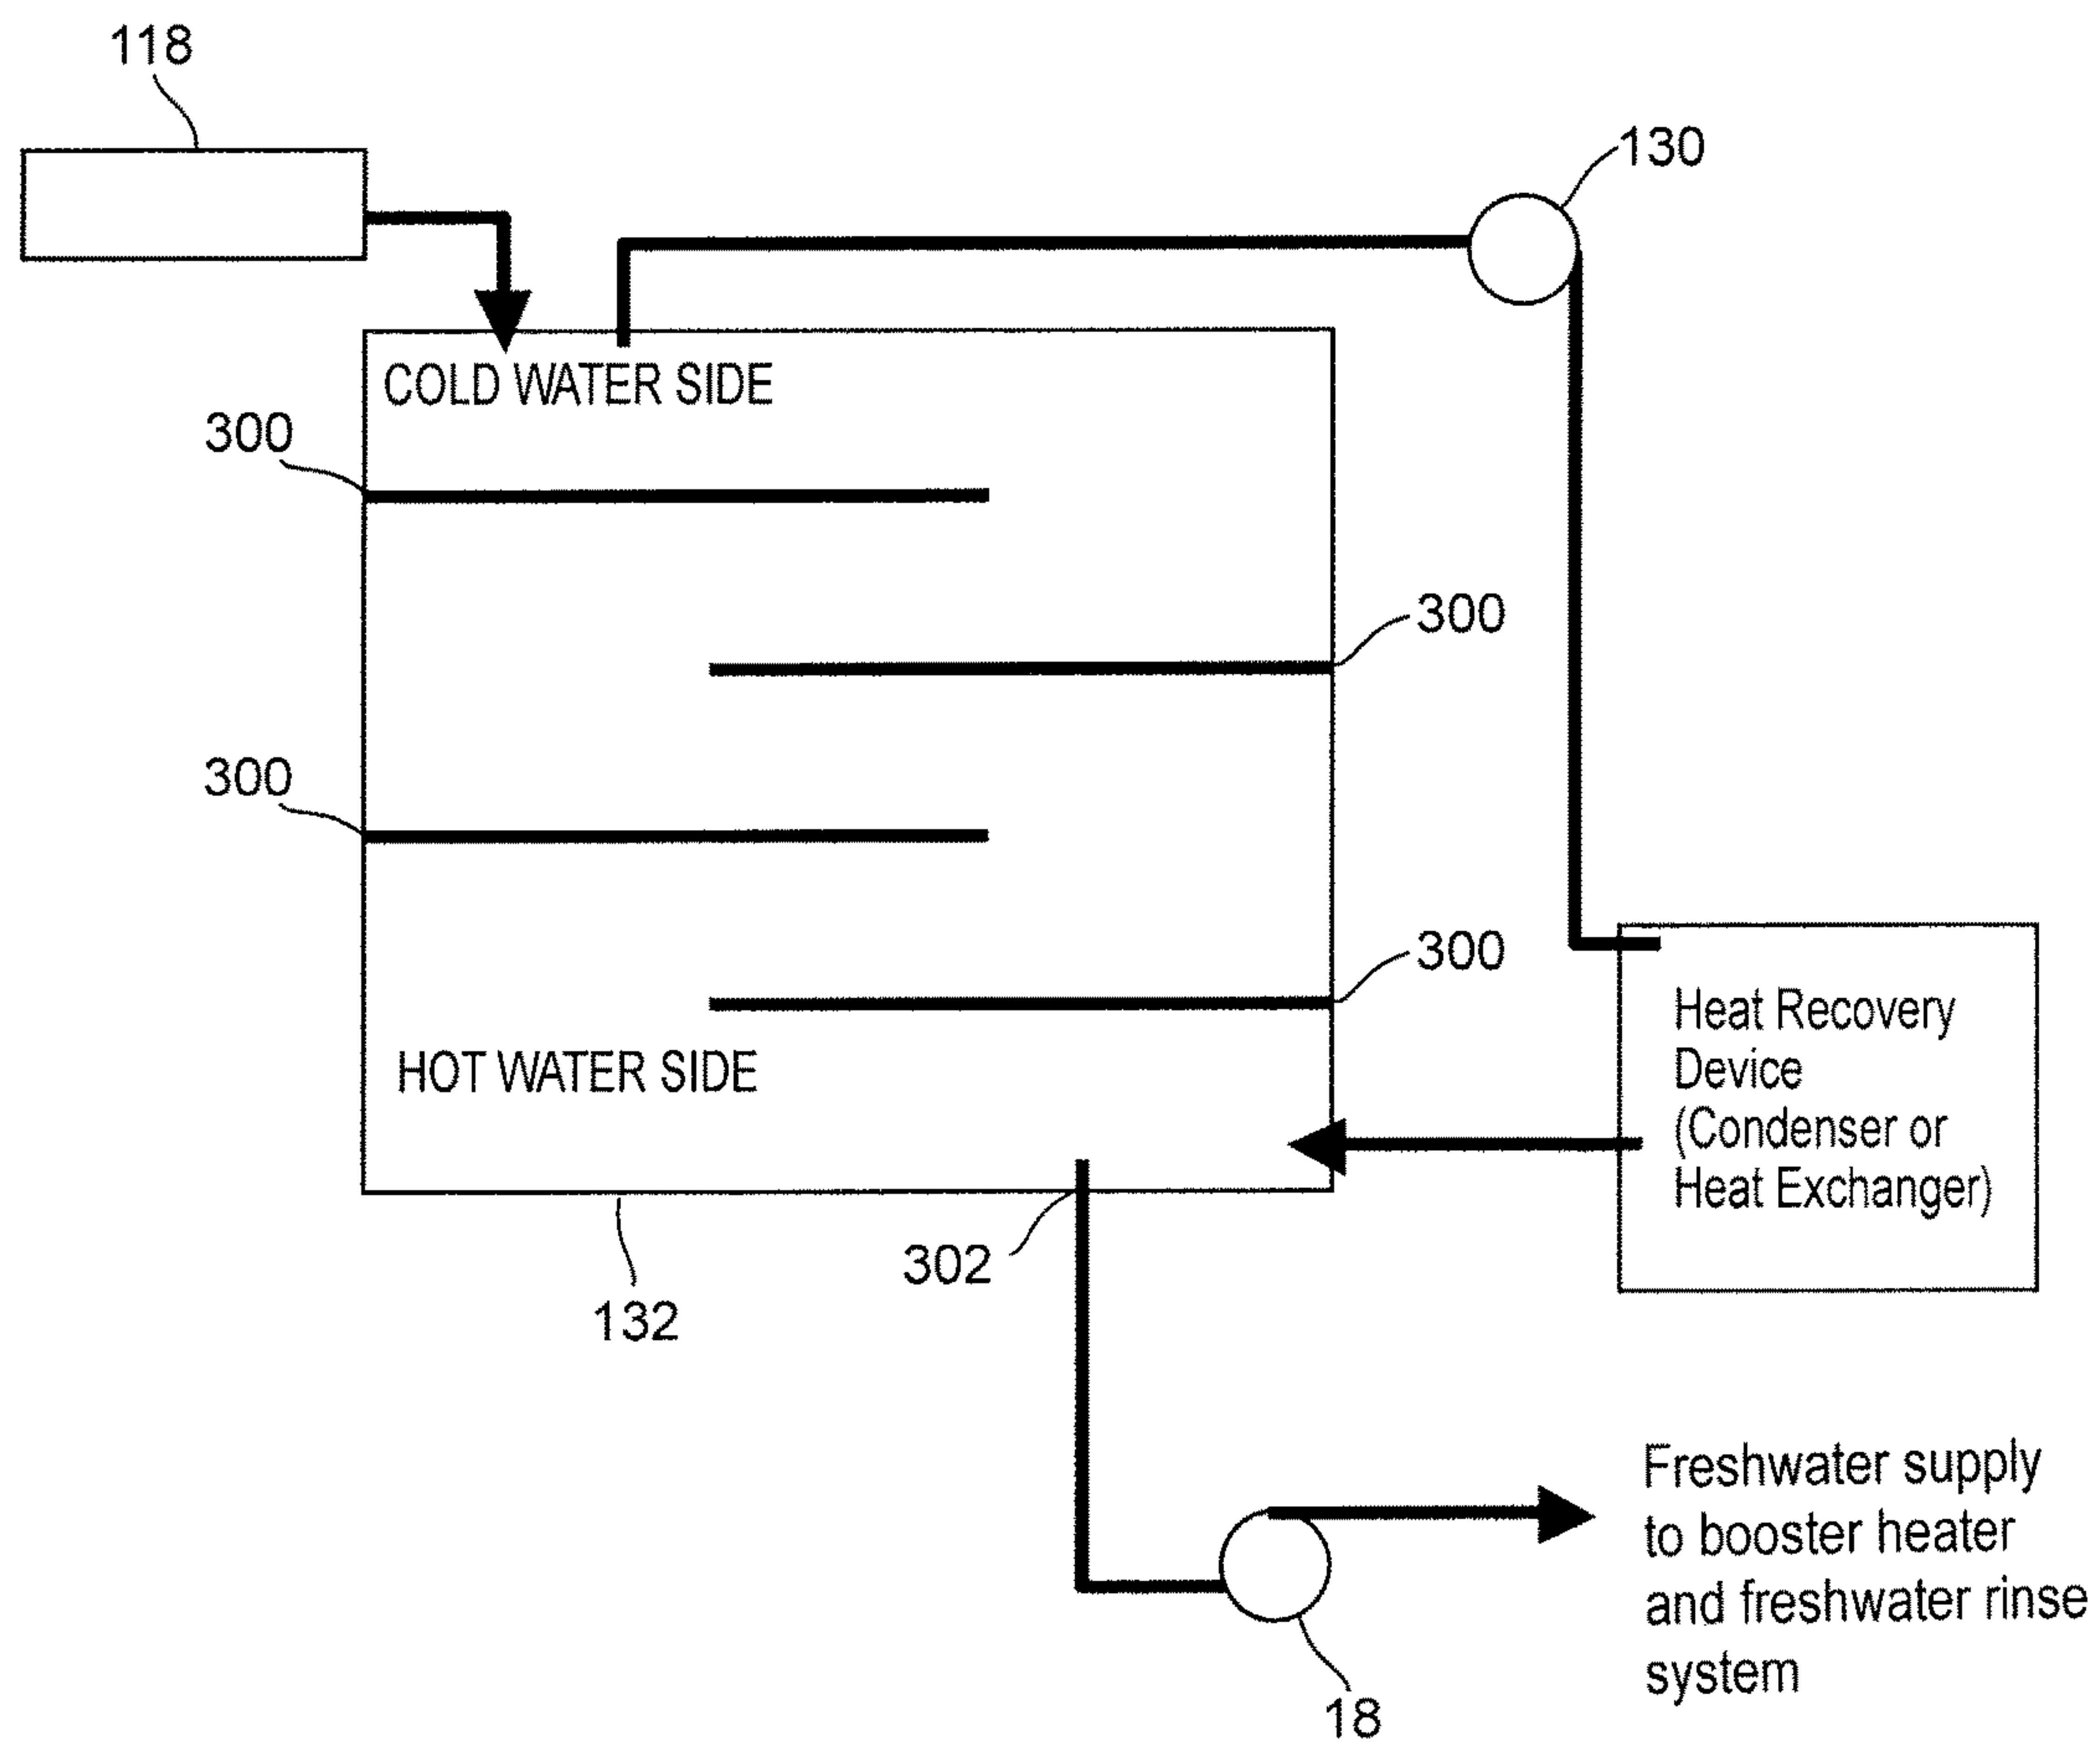 118
130
COLD WATER SIDE
300
300
300
300
HOT WATER SIDE
Heat Recovery
Device
(Condenser or
Heat Exchanger)
302
132
Freshwater supply
to booster heater
and freshwater rinse
system
18